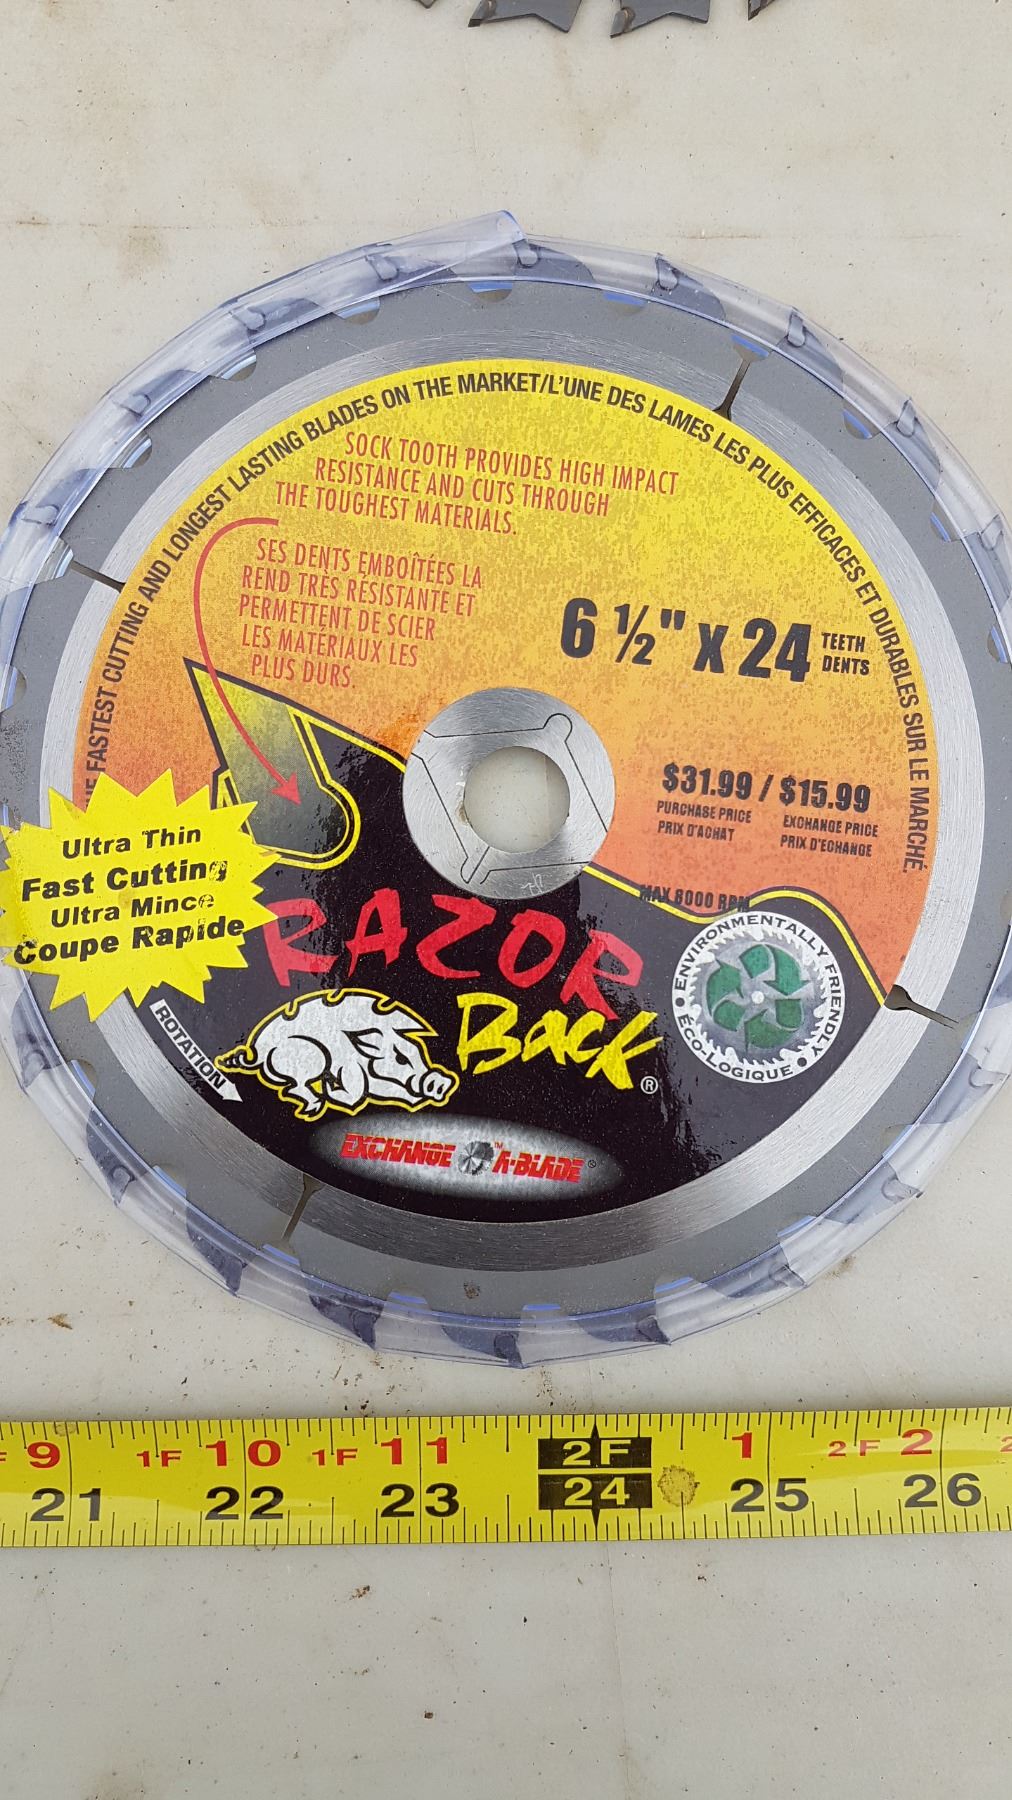 FASTEST CUTTING AND LONGEST LASTING BLADES ON THE MARKET/L'UNE DES LAMES LES PLUS EFFICACES ET DURABLES SUR LE MARCHÉ.
SOCK TOOTH PROVIDES HIGH IMPACT
RESISTANCE AND CUTS THROUGH
THE TOUGHEST MATERIALS.
SES DENTS EMBOÎTÉES LA
REND TRÈS RÉSISTANTE ET
PERMETTENT DE SCIER
LES MATÉRIAUX LES
PLUS DURS.
6 ½" x 24 TEETH
DENTS
$31.99 / $15.99
PURCHASE PRICE EXCHANGE PRICE
PRIX D'ACHAT PRIX D'ECHANGE
MAX 8000 RPM
Ultra Thin
Fast Cutting
Ultra Mince
Coupe Rapide
RAZOR
Back®
ENVIRONMENTALLY FRIENDLY
• ÉCO-LOGIQUE •
ROTATION
EXCHANGE ™ A-BLADE ®
9 1F 10 1F 11 2F 1 2F 2
21 22 23 24 25 26